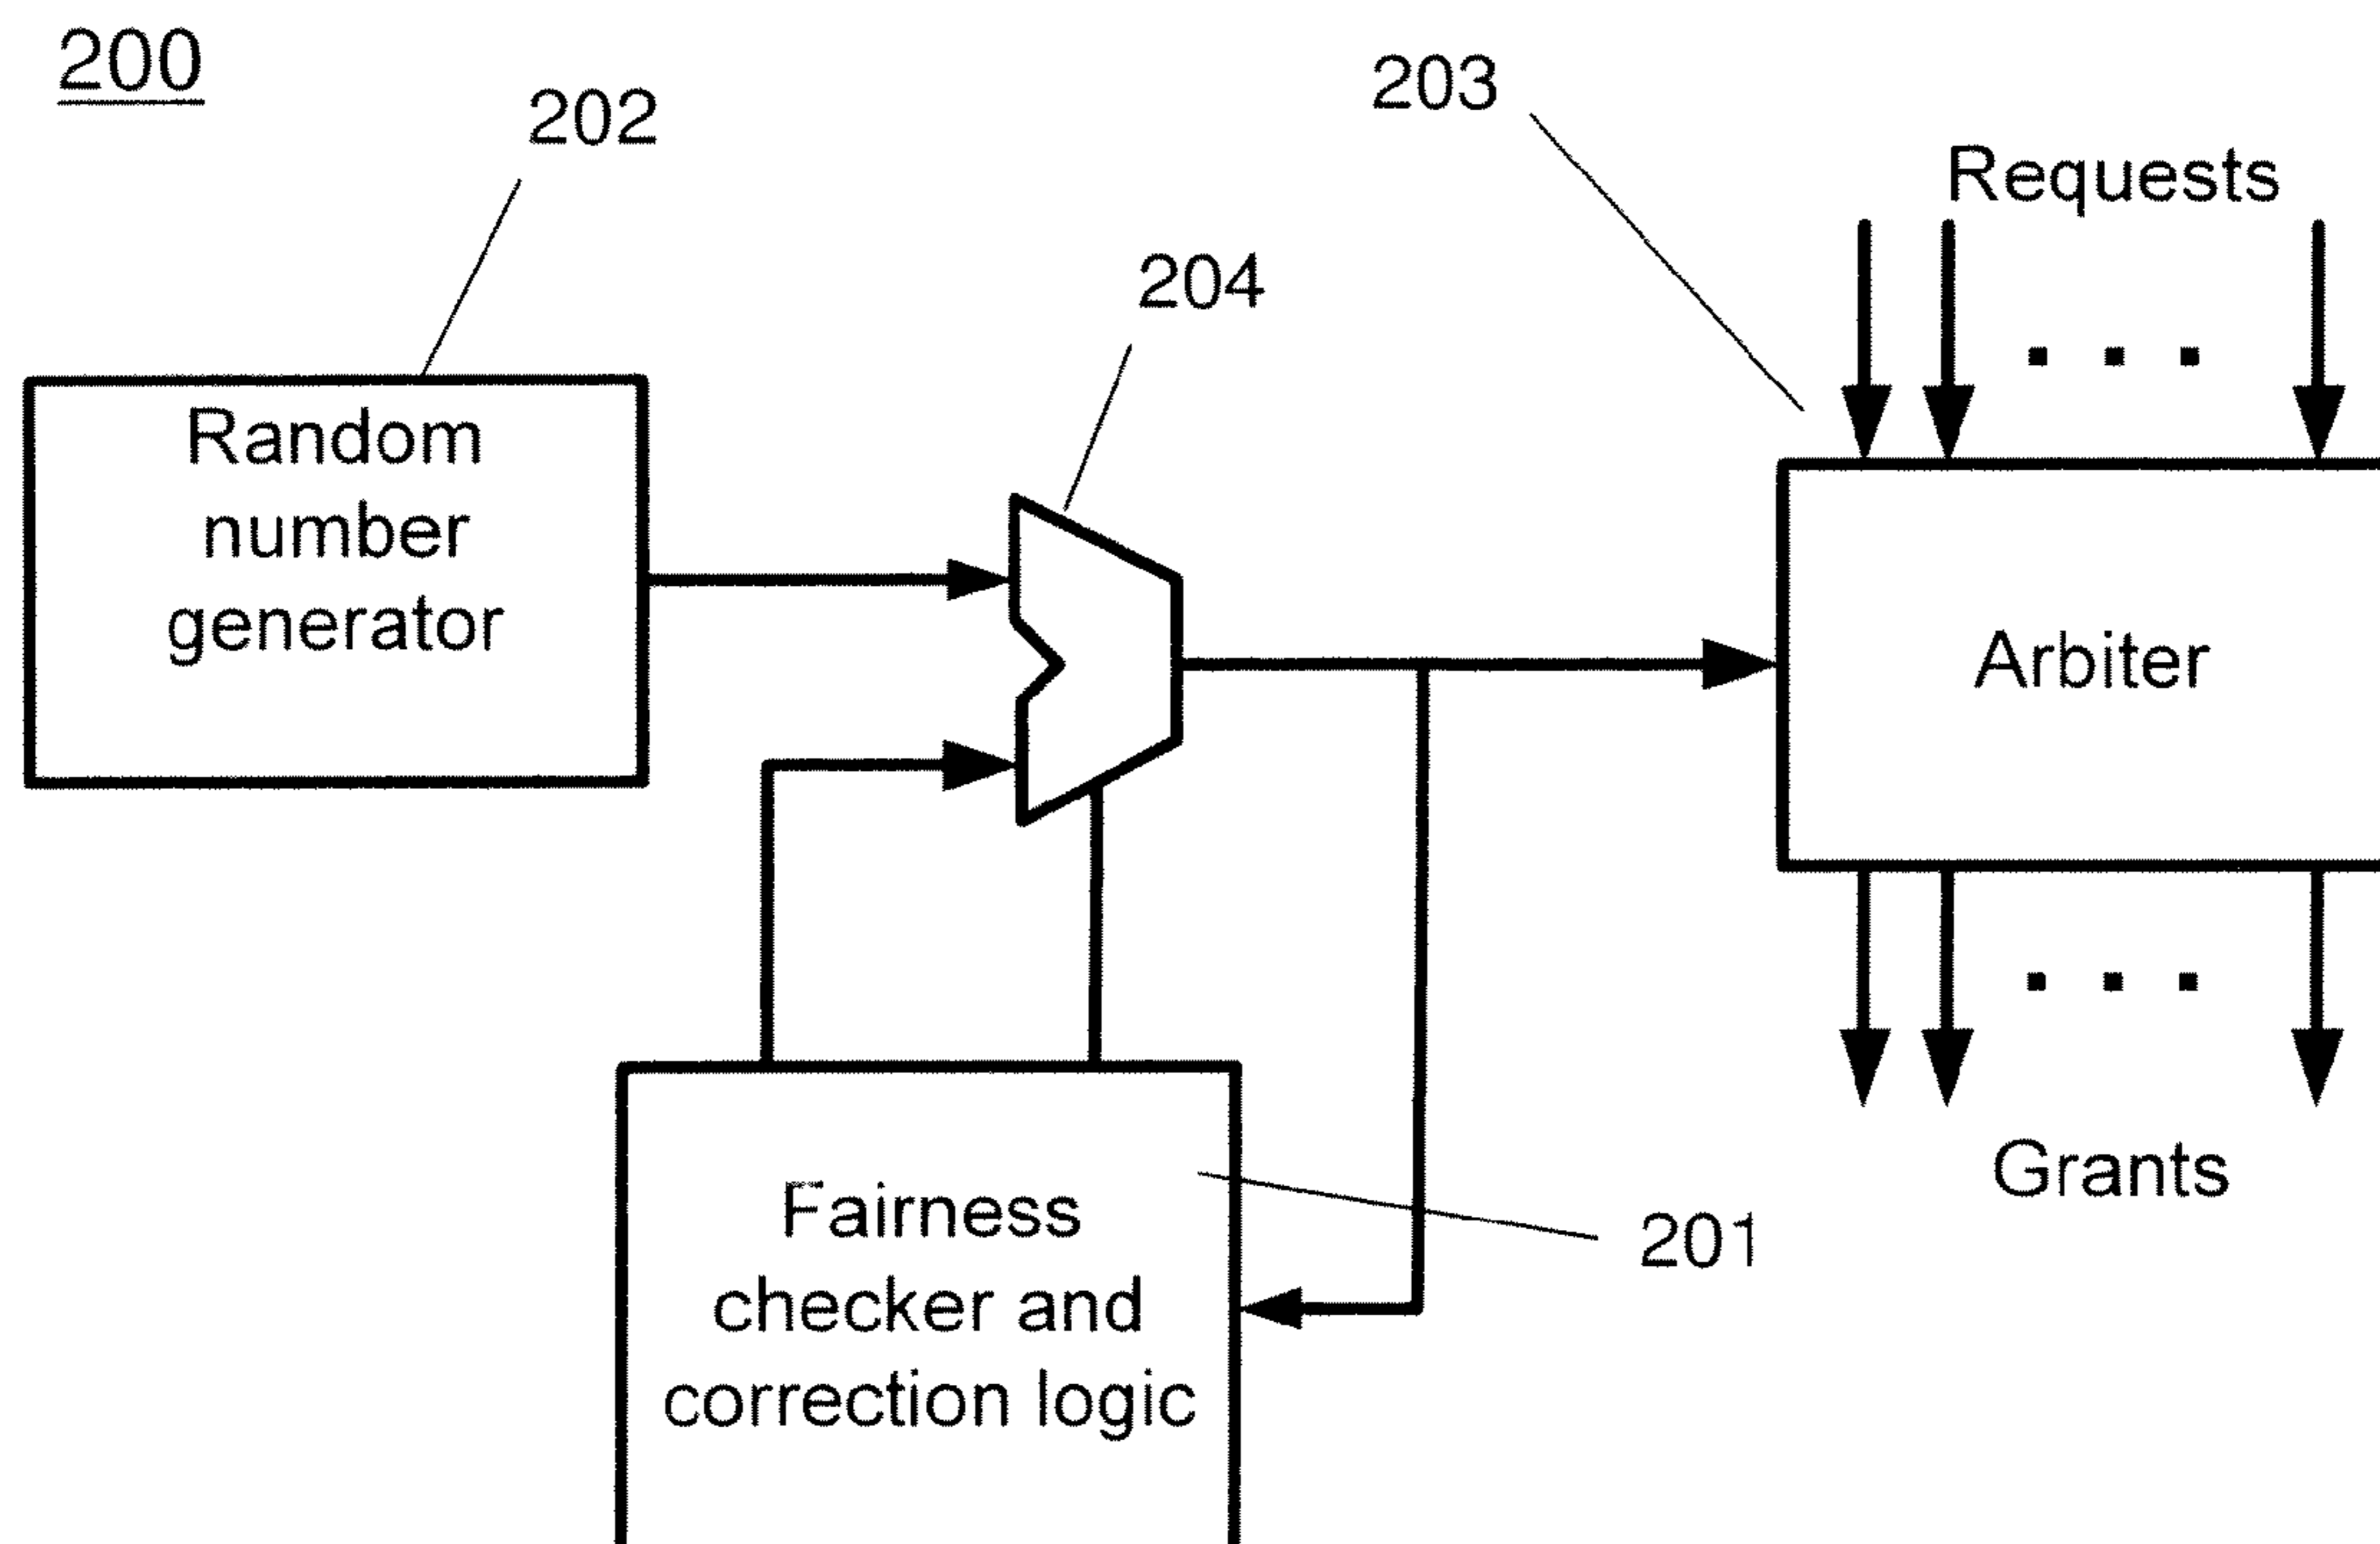 200
202
203
Requests
204
Random
number
generator
Arbiter
Grants
Fairness
checker and
correction logic
201